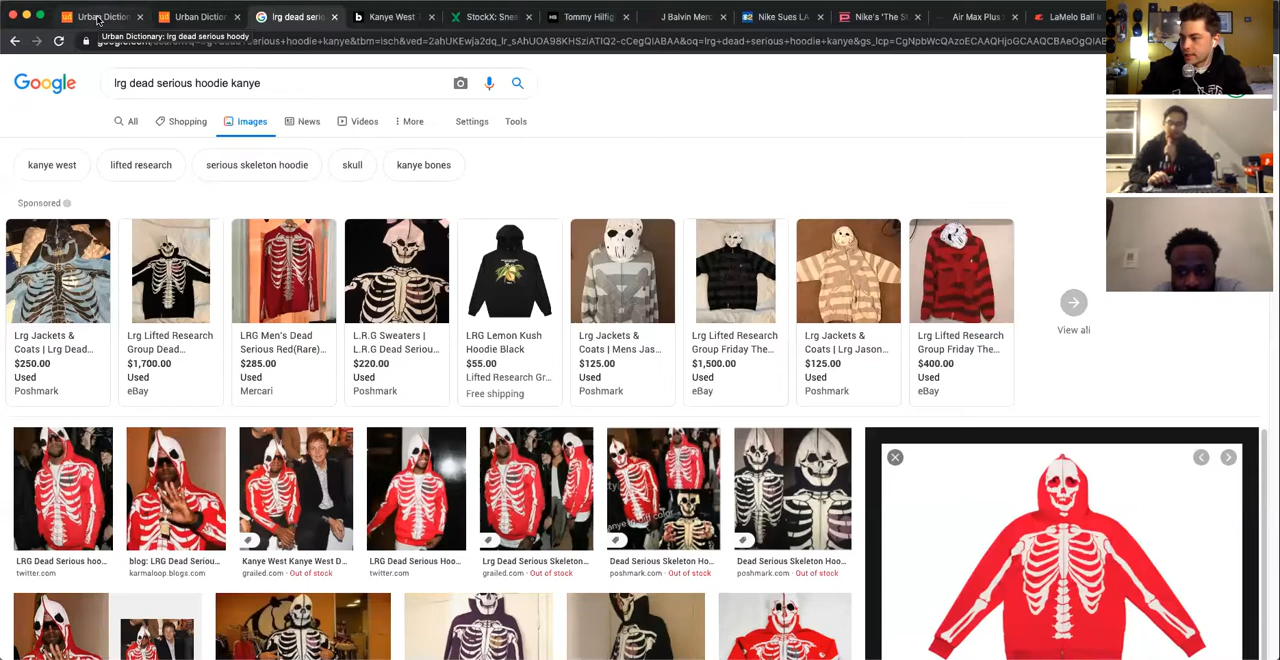 Urban Diction
Urban Diction
lrg dead serio
Kanye West
StockX: Snea
Tommy Hilfig
J Balvin Merc
Nike Sues LA
Nike's 'The S
Air Max Plus
LaMelo Ball
Urban Dictionary: lrg dead serious hoody
Google
lrg dead serious hoodie kanye
All
Shopping
Images
News
Videos
More
Settings
Tools
kanye west
lifted research
serious skeleton hoodie
skull
kanye bones
Sponsored
Lrg Jackets &
Coats | Lrg Dead...
$250.00
Used
Poshmark
Lrg Lifted Research
Group Dead...
$1,700.00
Used
eBay
LRG Men's Dead
Serious Red(Rare)...
$285.00
Used
Mercari
L.R.G Sweaters |
L.R.G Dead Seriou...
$220.00
Used
Poshmark
LRG Lemon Kush
Hoodie Black
$55.00
Lifted Research Gr...
Free shipping
Lrg Jackets &
Coats | Mens Jas...
$125.00
Used
Poshmark
Lrg Lifted Research
Group Friday The...
$1,500.00
Used
eBay
Lrg Jackets &
Coats | Lrg Jason...
$125.00
Used
Poshmark
Lrg Lifted Research
Group Friday The...
$400.00
Used
eBay
View all
LRG Dead Serious hoo...
twitter.com
blog: LRG Dead Seriou...
karmaloop.blogs.com
Kanye West Kanye West D...
grailed.com · Out of stock
LRG Dead Serious Hoo...
twitter.com
Lrg Dead Serious Skeleton...
grailed.com · Out of stock
Dead Serious Skeleton Ho...
poshmark.com · Out of stock
Dead Serious Skeleton Hoo...
poshmark.com · Out of stock